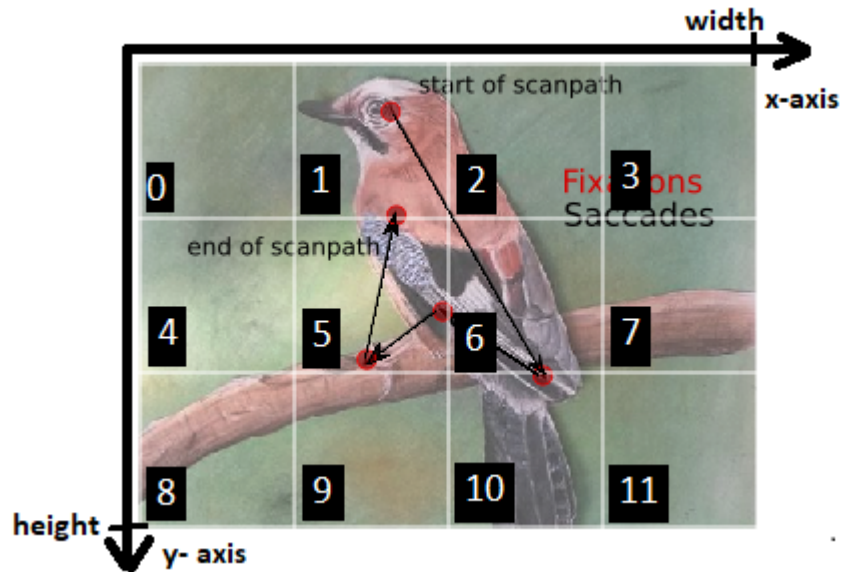 width
x-axis
start of scanpath
0
1
2
3
Fixations
Saccades
end of scanpath
4
5
6
7
8
9
10
11
height
y- axis
.